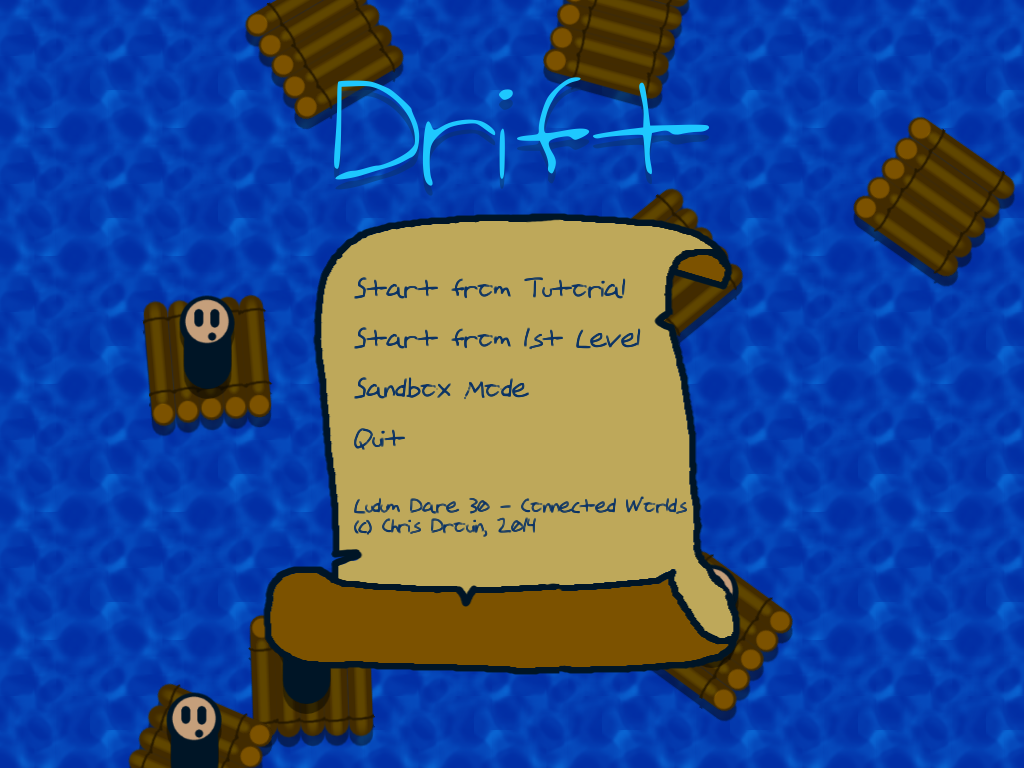 Drift
Start from Tutorial
Start from 1st Level
Sandbox Mode
Quit
Ludum Dare 30 - Connected Worlds
(c) Chris Drouin, 2014